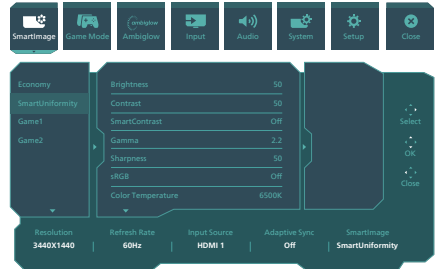 SmartImage
Game Mode
ambiglow
Ambiglow
Input
Audio
System
Setup
Close
Economy
SmartUniformity
Game1
Game2
Brightness 50
Contrast 50
SmartContrast Off
Gamma 2.2
Sharpness 50
sRGB Off
Color Temperature 6500K
Select
OK
Close
Resolution Refresh Rate Input Source Adaptive Sync SmartImage
3440X1440 60Hz HDMI 1 Off SmartUniformity